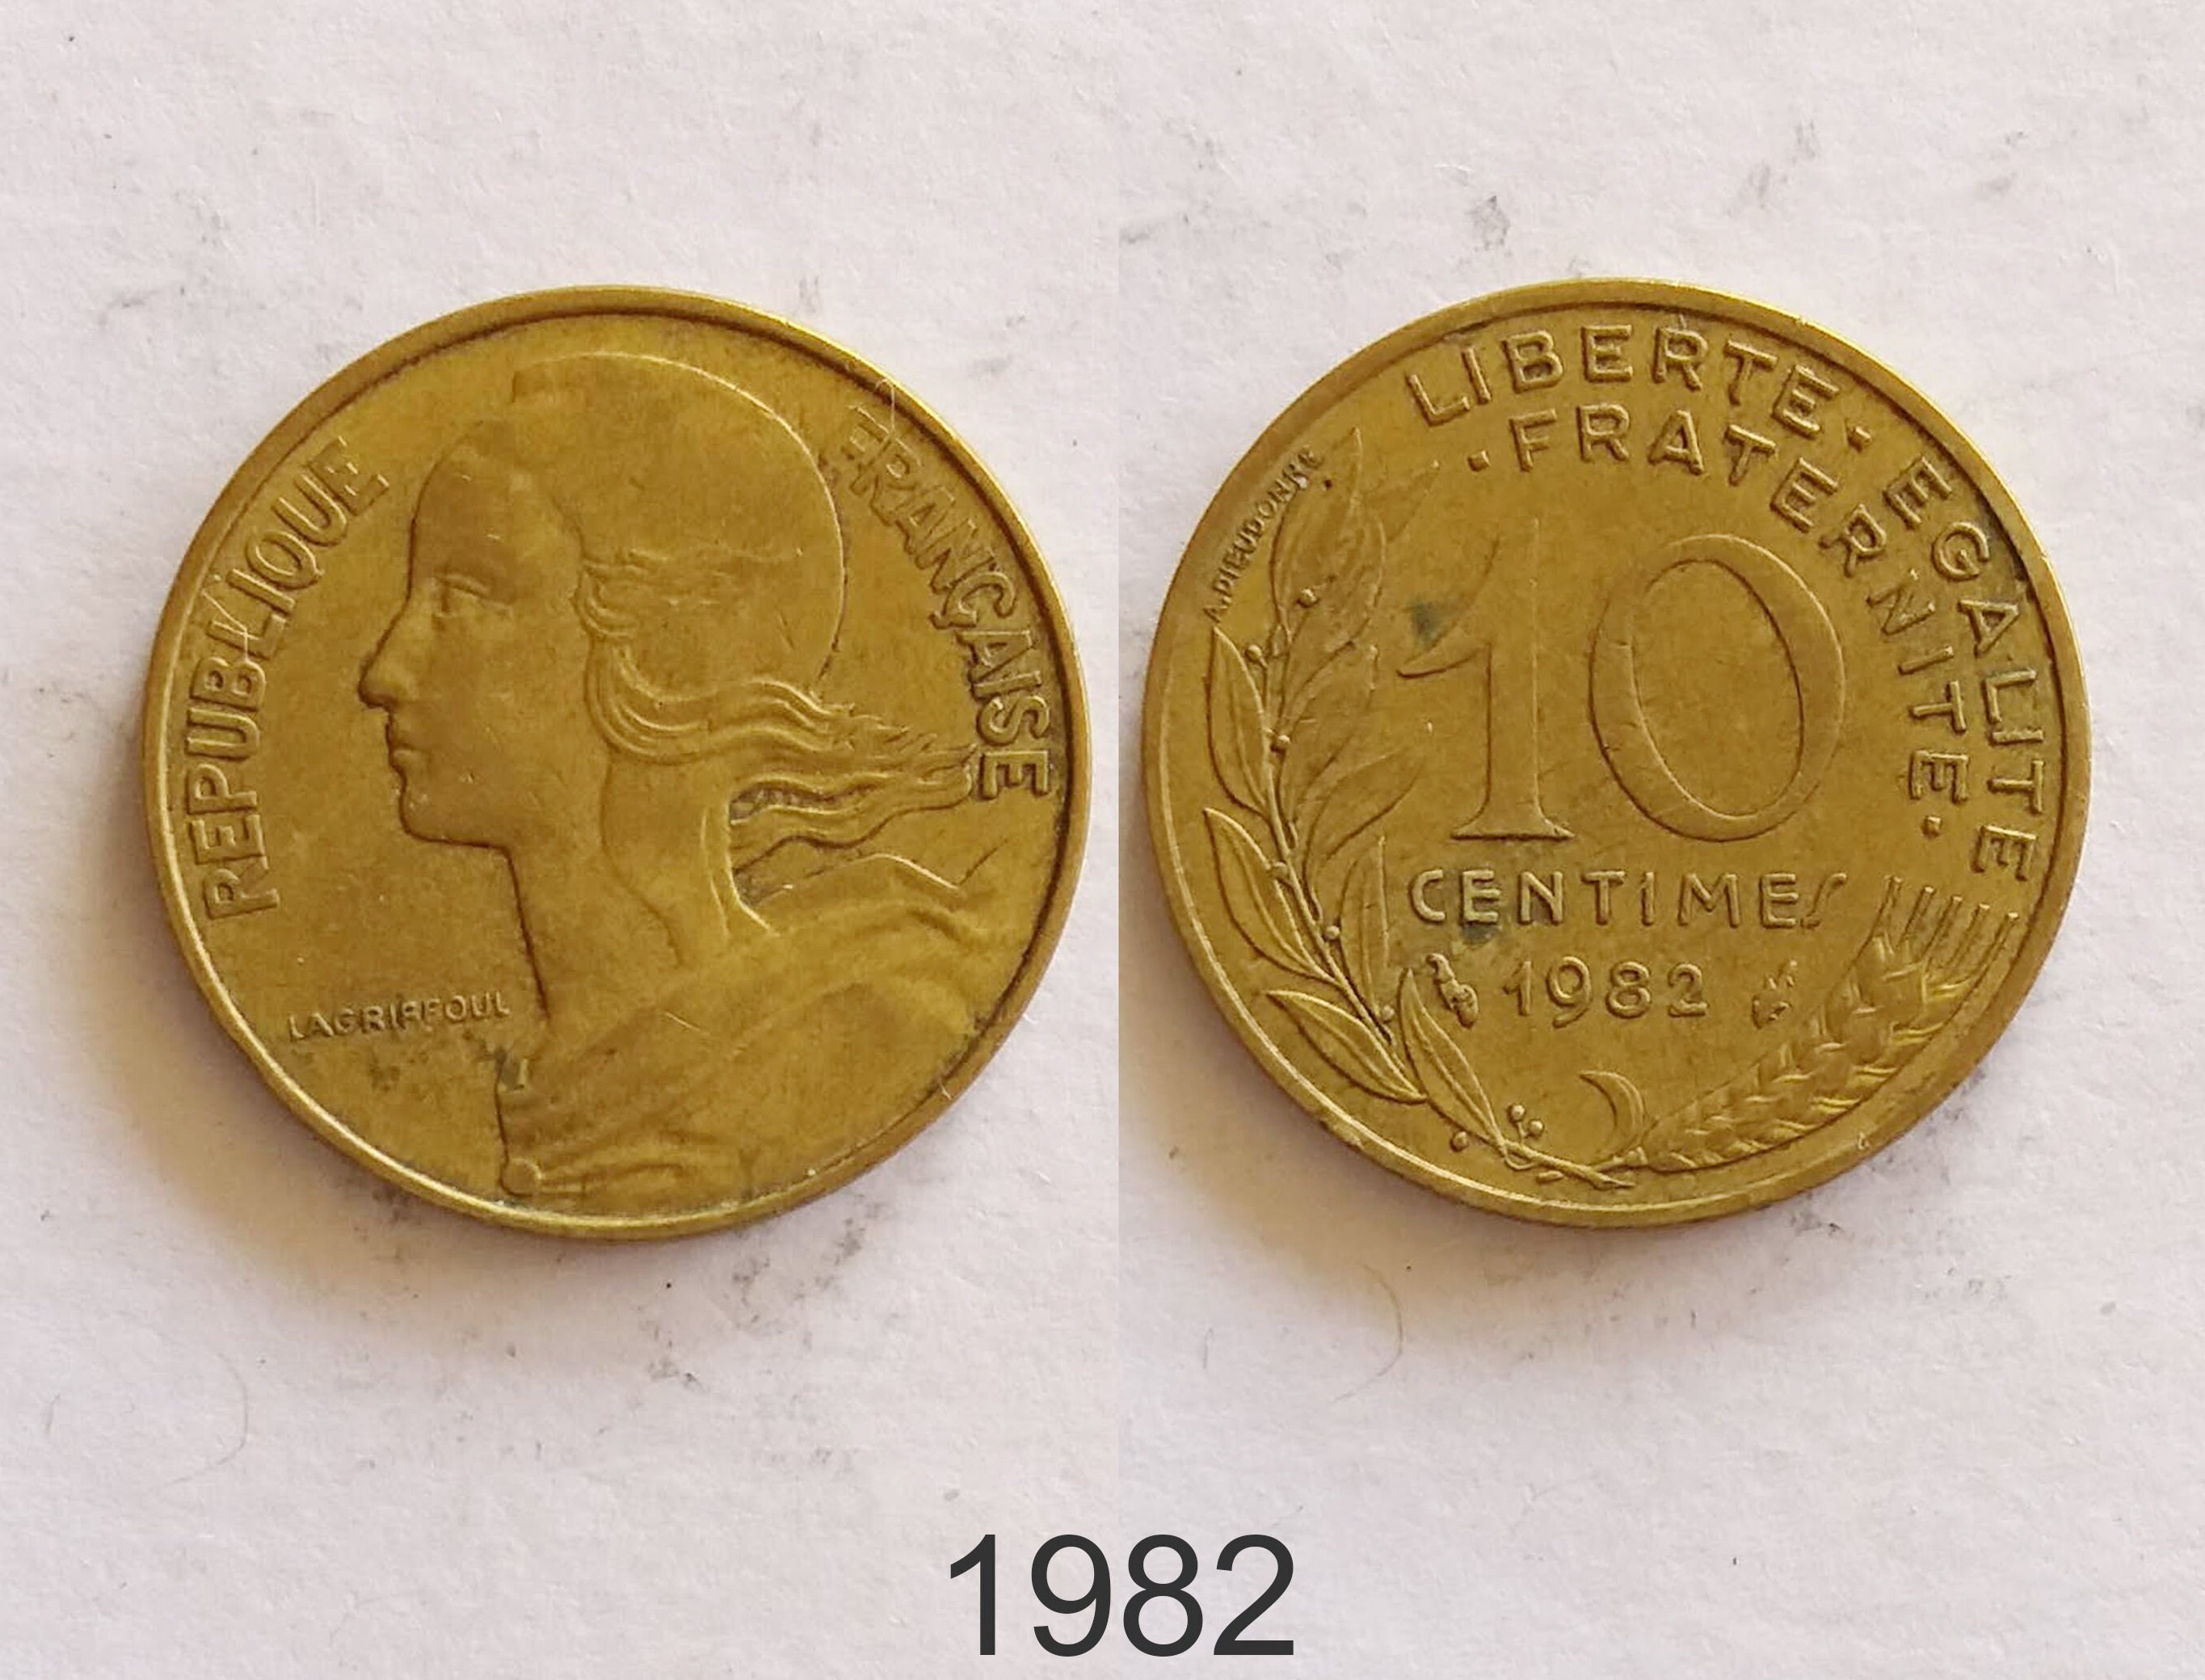 REPUBLIQUE FRANÇAISE
LAGRIFFOUL
LIBERTE · EGALITE
· FRATERNITE ·
A.DIEUDONNE
10
CENTIMES
1982
1982